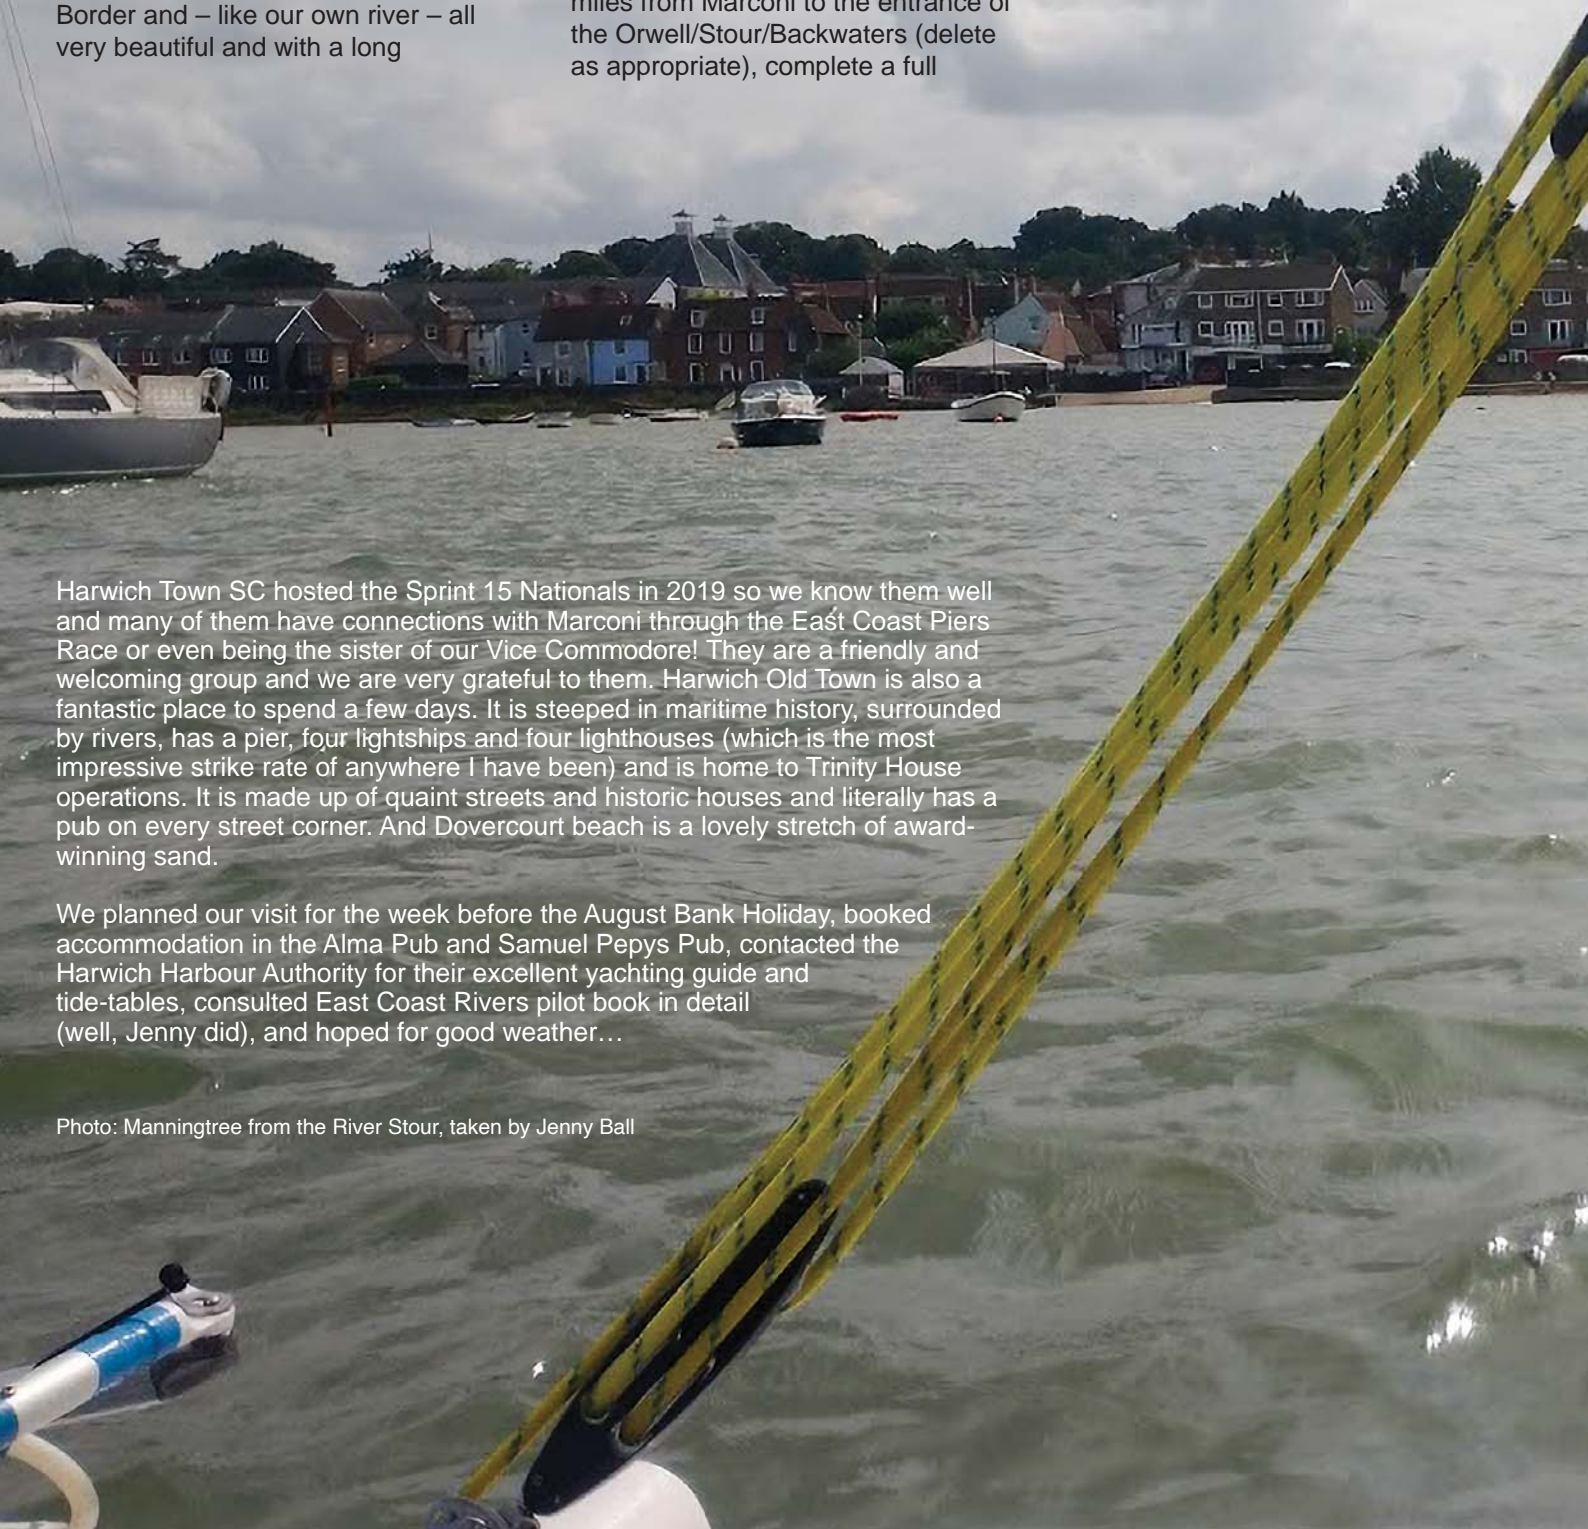 Border and – like our own river – all
very beautiful and with a long
miles from Marconi to the entrance of
the Orwell/Stour/Backwaters (delete
as appropriate), complete a full
Harwich Town SC hosted the Sprint 15 Nationals in 2019 so we know them well
and many of them have connections with Marconi through the East Coast Piers
Race or even being the sister of our Vice Commodore! They are a friendly and
welcoming group and we are very grateful to them. Harwich Old Town is also a
fantastic place to spend a few days. It is steeped in maritime history, surrounded
by rivers, has a pier, four lightships and four lighthouses (which is the most
impressive strike rate of anywhere I have been) and is home to Trinity House
operations. It is made up of quaint streets and historic houses and literally has a
pub on every street corner. And Dovercourt beach is a lovely stretch of award-
winning sand.
We planned our visit for the week before the August Bank Holiday, booked
accommodation in the Alma Pub and Samuel Pepys Pub, contacted the
Harwich Harbour Authority for their excellent yachting guide and
tide-tables, consulted East Coast Rivers pilot book in detail
(well, Jenny did), and hoped for good weather…
Photo: Manningtree from the River Stour, taken by Jenny Ball